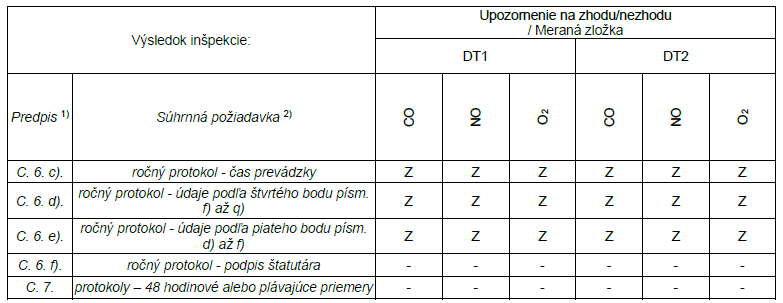 Výsledok inšpekcie:
Upozornenie na zhodu/nezhodu
/ Meraná zložka
DT1 DT2
Predpis 1) Súhrnná požiadavka 2) CO NO O2 CO NO O2
C. 6. c). ročný protokol - čas prevádzky Z Z Z Z Z Z
C. 6. d). ročný protokol - údaje podľa štvrtého bodu písm.
f) až q) Z Z Z Z Z Z
C. 6. e). ročný protokol - údaje podľa piateho bodu písm.
d) až f) Z Z Z Z Z Z
C. 6. f). ročný protokol - podpis štatutára - - - - - -
C. 7. protokoly – 48 hodinové alebo plávajúce priemery - - - - - -